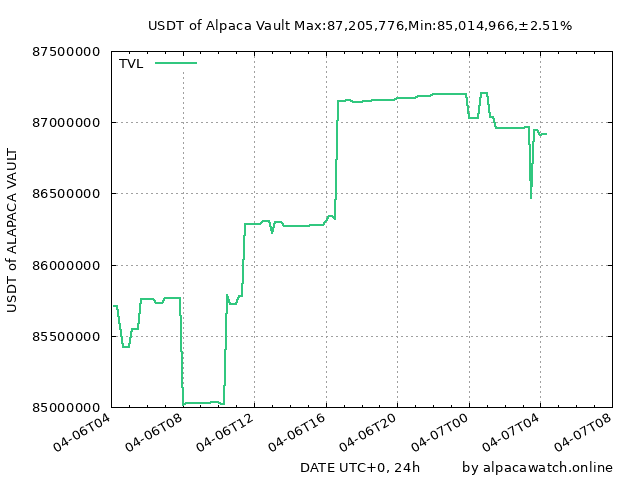 USDT of Alpaca Vault Max:87,205,776,Min:85,014,966,±2.51%
87500000
TVL
87000000
86500000
86000000
85500000
85000000
USDT of ALAPACA VAULT
04-06T04
04-06T08
04-06T12
04-06T16
04-06T20
04-07T00
04-07T04
04-07T08
DATE UTC+0, 24h
by alpacawatch.online